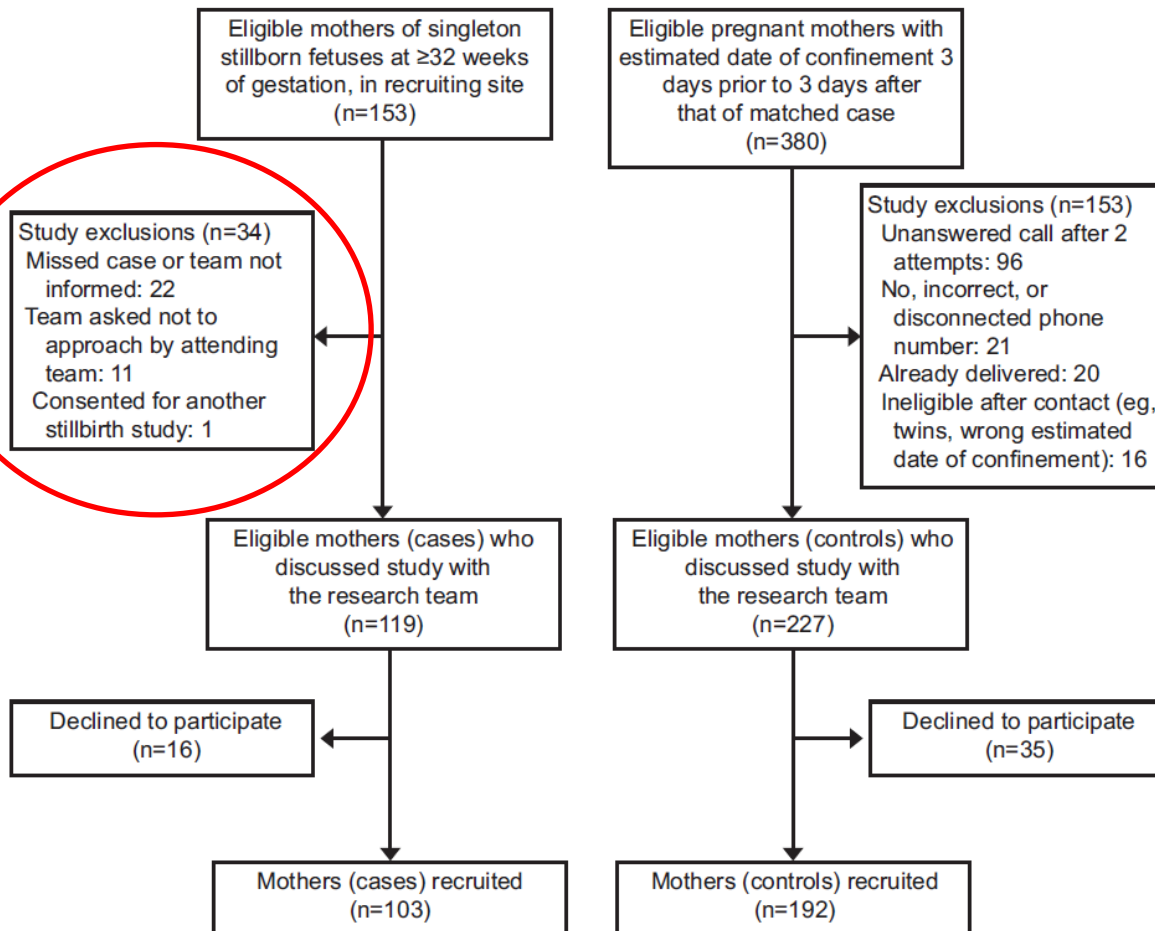 Eligible mothers of singleton
stillborn fetuses at ≥32 weeks
of gestation, in recruiting site
(n=153)
Eligible pregnant mothers with
estimated date of confinement 3
days prior to 3 days after
that of matched case
(n=380)
Study exclusions (n=34)
Missed case or team not
informed: 22
Team asked not to
approach by attending
team: 11
Consented for another
stillbirth study: 1
Study exclusions (n=153)
Unanswered call after 2
attempts: 96
No, incorrect, or
disconnected phone
number: 21
Already delivered: 20
Ineligible after contact (eg,
twins, wrong estimated
date of confinement): 16
Eligible mothers (cases) who
discussed study with
the research team
(n=119)
Eligible mothers (controls) who
discussed study with
the research team
(n=227)
Declined to participate
(n=16)
Declined to participate
(n=35)
Mothers (cases) recruited
(n=103)
Mothers (controls) recruited
(n=192)